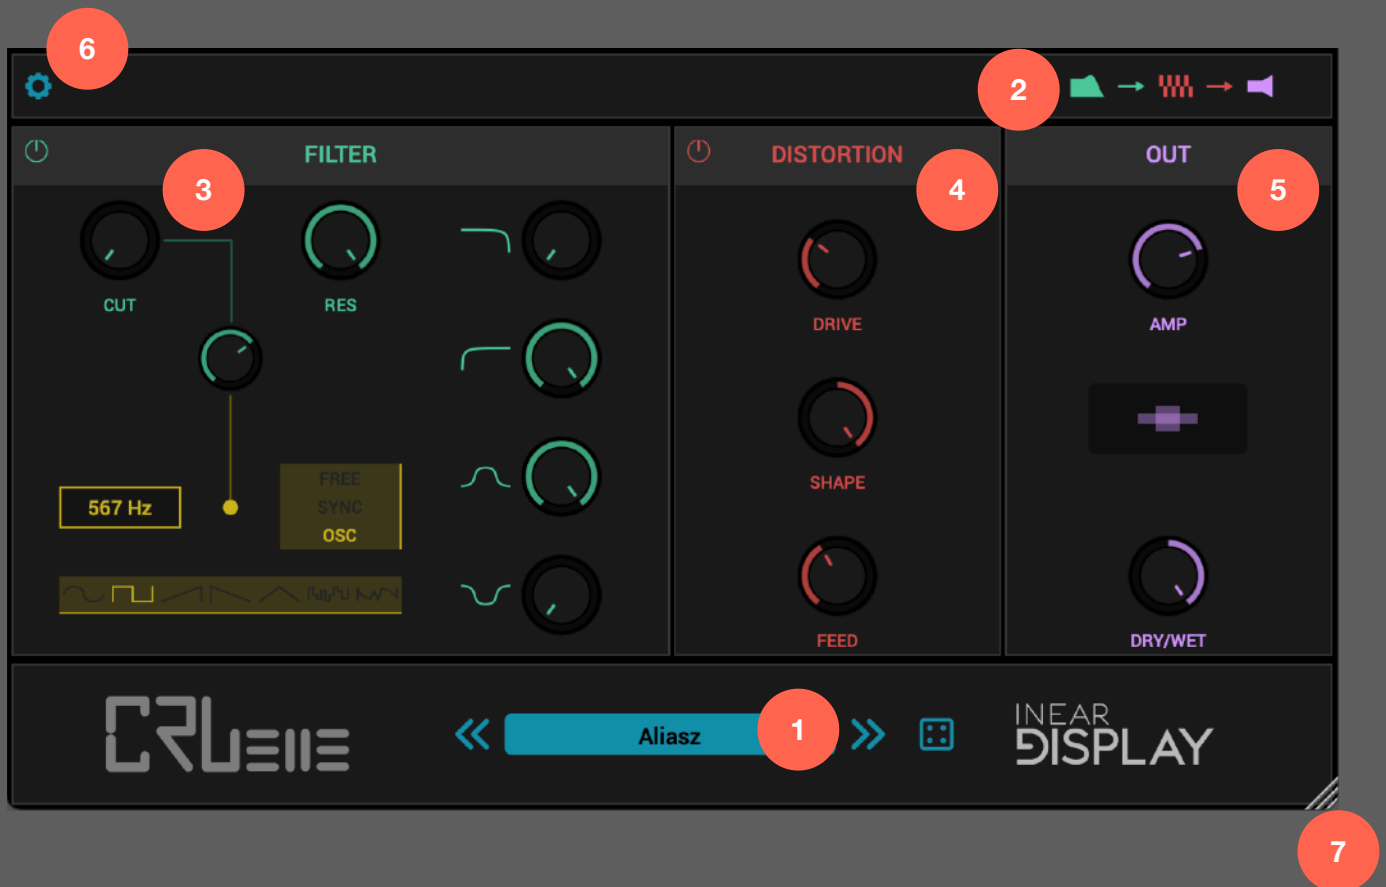 6
2
FILTER
DISTORTION
OUT
3
4
5
CUT
RES
DRIVE
AMP
SHAPE
567 Hz
FREE
SYNC
OSC
FEED
DRY/WET
CRUELLE
Aliasz
1
INEAR
DISPLAY
7